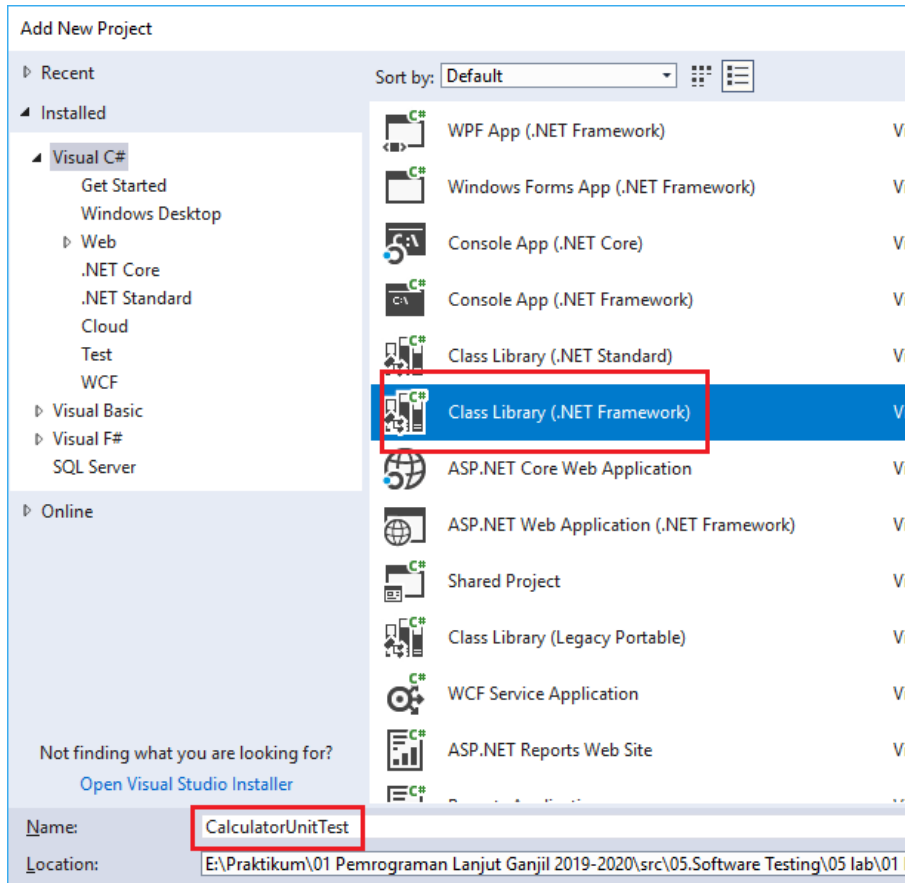 Add New Project
Recent
Installed
Visual C#
Get Started
Windows Desktop
Web
.NET Core
.NET Standard
Cloud
Test
WCF
Visual Basic
Visual F#
SQL Server
Online
Not finding what you are looking for?
Open Visual Studio Installer
Sort by: Default
WPF App (.NET Framework)
Windows Forms App (.NET Framework)
Console App (.NET Core)
Console App (.NET Framework)
Class Library (.NET Standard)
Class Library (.NET Framework)
ASP.NET Core Web Application
ASP.NET Web Application (.NET Framework)
Shared Project
Class Library (Legacy Portable)
WCF Service Application
ASP.NET Reports Web Site
Name: CalculatorUnitTest
Location: E:\Praktikum\01 Pemrograman Lanjut Ganjil 2019-2020\src\05.Software Testing\05 lab\01